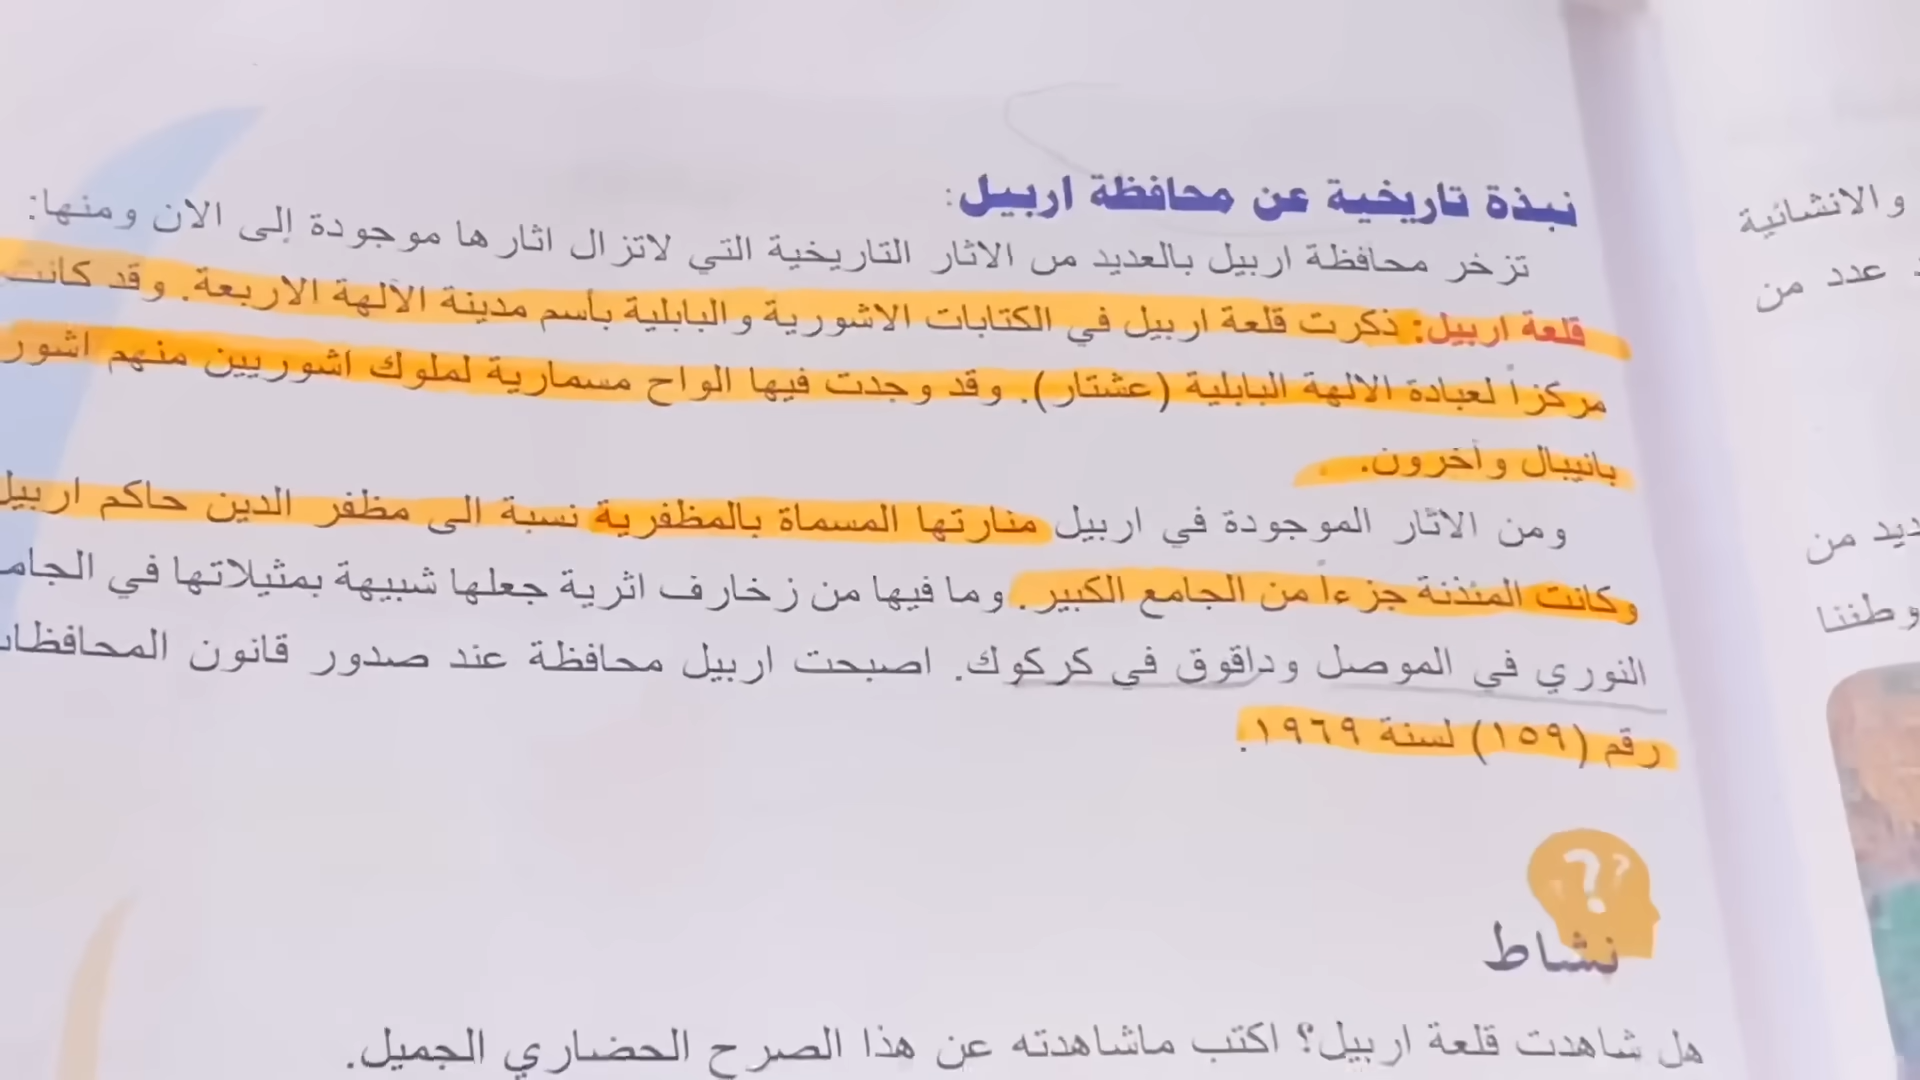 نبذة تاريخية عن محافظة اربيل:
تزخر محافظة اربيل بالعديد من الاثار التاريخية التي لاتزال اثارها موجودة إلى الان ومنها:
قلعة اربيل: ذكرت قلعة اربيل في الكتابات الاشورية والبابلية بأسم مدينة الآلهة الاربعة. وقد كانت
مركزاً لعبادة الالهة البابلية (عشتار). وقد وجدت فيها الواح مسمارية لملوك اشوريين منهم اشور
بانيبال وآخرون.
ومن الاثار الموجودة في اربيل منارتها المسماة بالمظفرية نسبة الى مظفر الدين حاكم اربيل
وكانت المئذنة جزءاً من الجامع الكبير. وما فيها من زخارف اثرية جعلها شبيهة بمثيلاتها في
النوري في الموصل وداقوق في كركوك. اصبحت اربيل محافظة عند صدور قانون
رقم (١٥٩) لسنة ١٩٦٩.
نشاط
هل شاهدت قلعة اربيل؟ اكتب ماشاهدته عن هذا الصرح الحضاري الجميل.
والانشائية
عدد من
من
وطننا